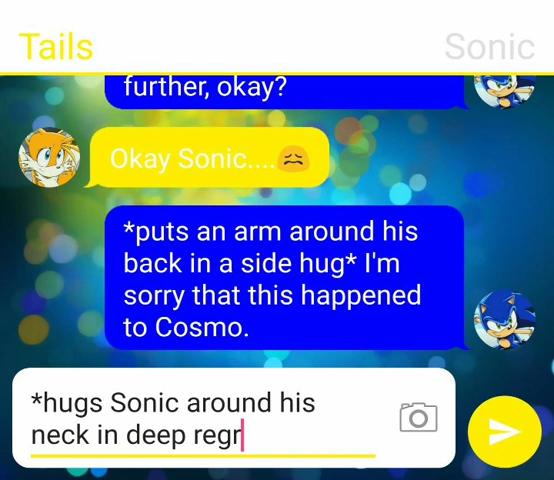 Tails Sonic
further, okay?
Okay Sonic....😖
*puts an arm around his
back in a side hug* I'm
sorry that this happened
to Cosmo.
*hugs Sonic around his
neck in deep regr